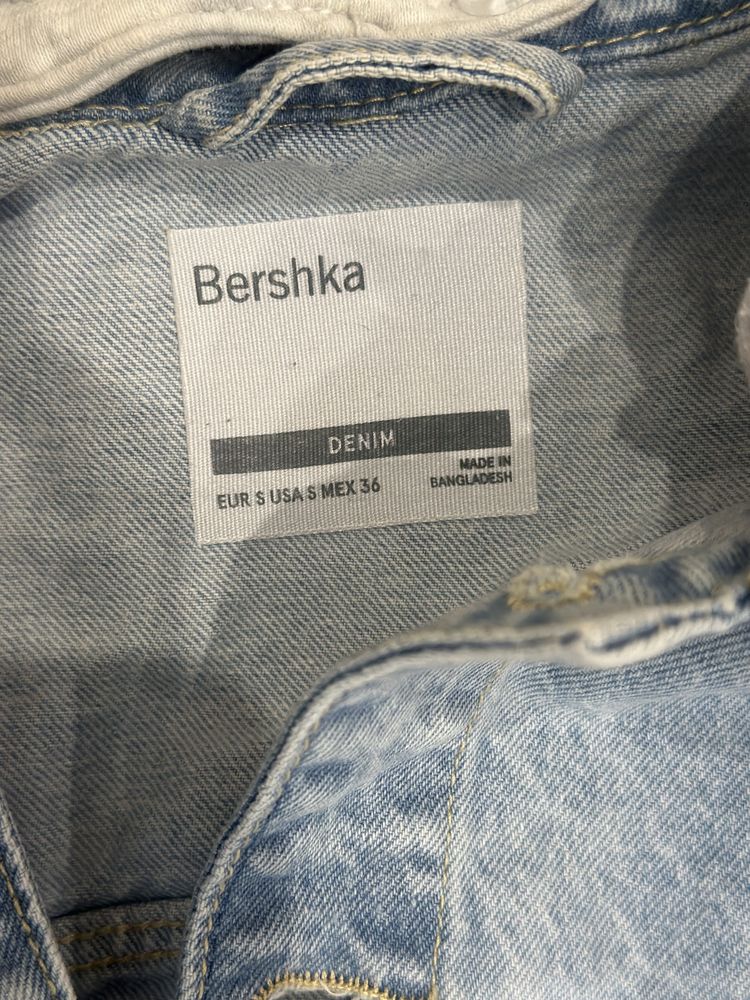 Bershka
DENIM
EUR S USA S MEX 36
MADE IN
BANGLADESH